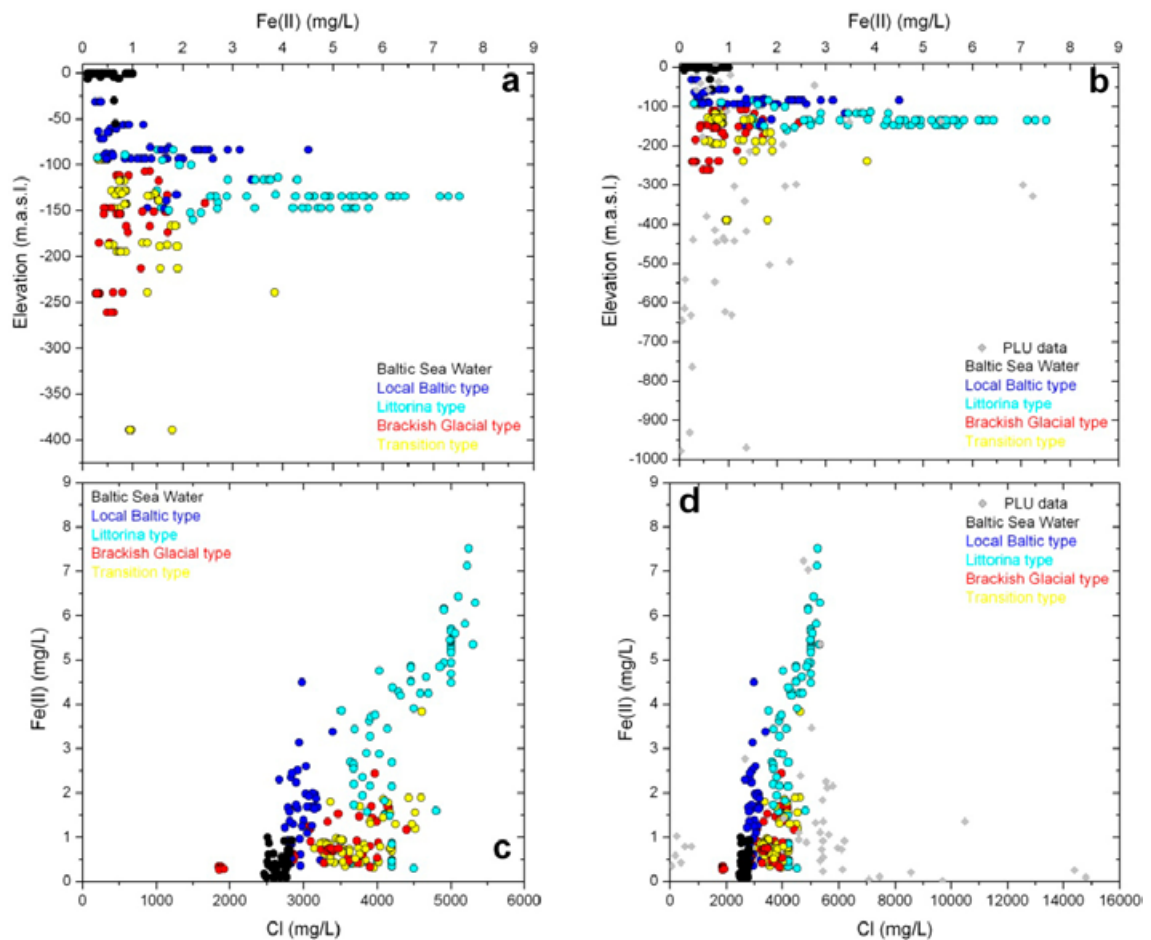 Fe(II) (mg/L)
0 1 2 3 4 5 6 7 8 9
a
0
-50
-100
-150
-200
-250
-300
-350
-400
Elevation (m.a.s.l.)
Baltic Sea Water
Local Baltic type
Littorina type
Brackish Glacial type
Transition type
Fe(II) (mg/L)
0 1 2 3 4 5 6 7 8 9
b
0
-100
-200
-300
-400
-500
-600
-700
-800
-900
-1000
Elevation (m.a.s.l.)
PLU data
Baltic Sea Water
Local Baltic type
Littorina type
Brackish Glacial type
Transition type
9
8
7
6
5
4
3
2
1
0
Fe(II) (mg/L)
Baltic Sea Water
Local Baltic type
Littorina type
Brackish Glacial type
Transition type
c
0 1000 2000 3000 4000 5000 6000
Cl (mg/L)
9
8
7
6
5
4
3
2
1
0
Fe(II) (mg/L)
d
PLU data
Baltic Sea Water
Local Baltic type
Littorina type
Brackish Glacial type
Transition type
0 2000 4000 6000 8000 10000 12000 14000 16000
Cl (mg/L)